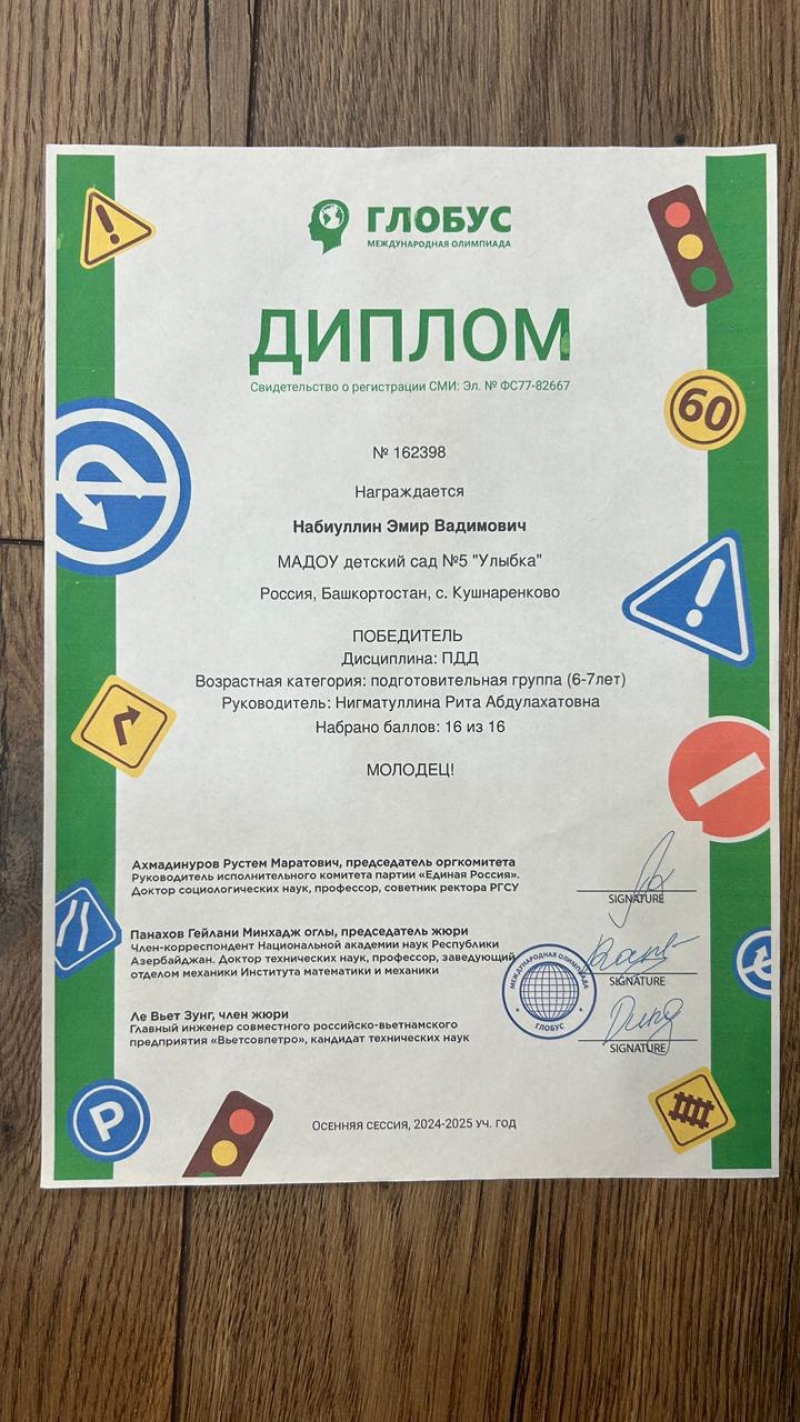 ГЛОБУС
МЕЖДУНАРОДНАЯ ОЛИМПИАДА
ДИПЛОМ
Свидетельство о регистрации СМИ: Эл. № ФС77-82667
60
№ 162398
Награждается
Набиуллин Эмир Вадимович
МАДОУ детский сад №5 "Улыбка"
Россия, Башкортостан, с. Кушнаренково
ПОБЕДИТЕЛЬ
Дисциплина: ПДД
Возрастная категория: подготовительная группа (6-7лет)
Руководитель: Нигматуллина Рита Абдулахатовна
Набрано баллов: 16 из 16
МОЛОДЕЦ!
Ахмадинуров Рустем Маратович, председатель оргкомитета
Руководитель исполнительного комитета партии «Единая Россия».
Доктор социологических наук, профессор, советник ректора РГСУ
SIGNATURE
Панахов Гейлани Минхадж оглы, председатель жюри
Член-корреспондент Национальной академии наук Республики
Азербайджан. Доктор технических наук, профессор, заведующий
отделом механики Института математики и механики
SIGNATURE
МЕЖДУНАРОДНАЯ ОЛИМПИАДА
ГЛОБУС
Ле Вьет Зунг, член жюри
Главный инженер совместного российско-вьетнамского
предприятия «Вьетсовпетро», кандидат технических наук
SIGNATURE
P
Осенняя сессия, 2024-2025 уч. год